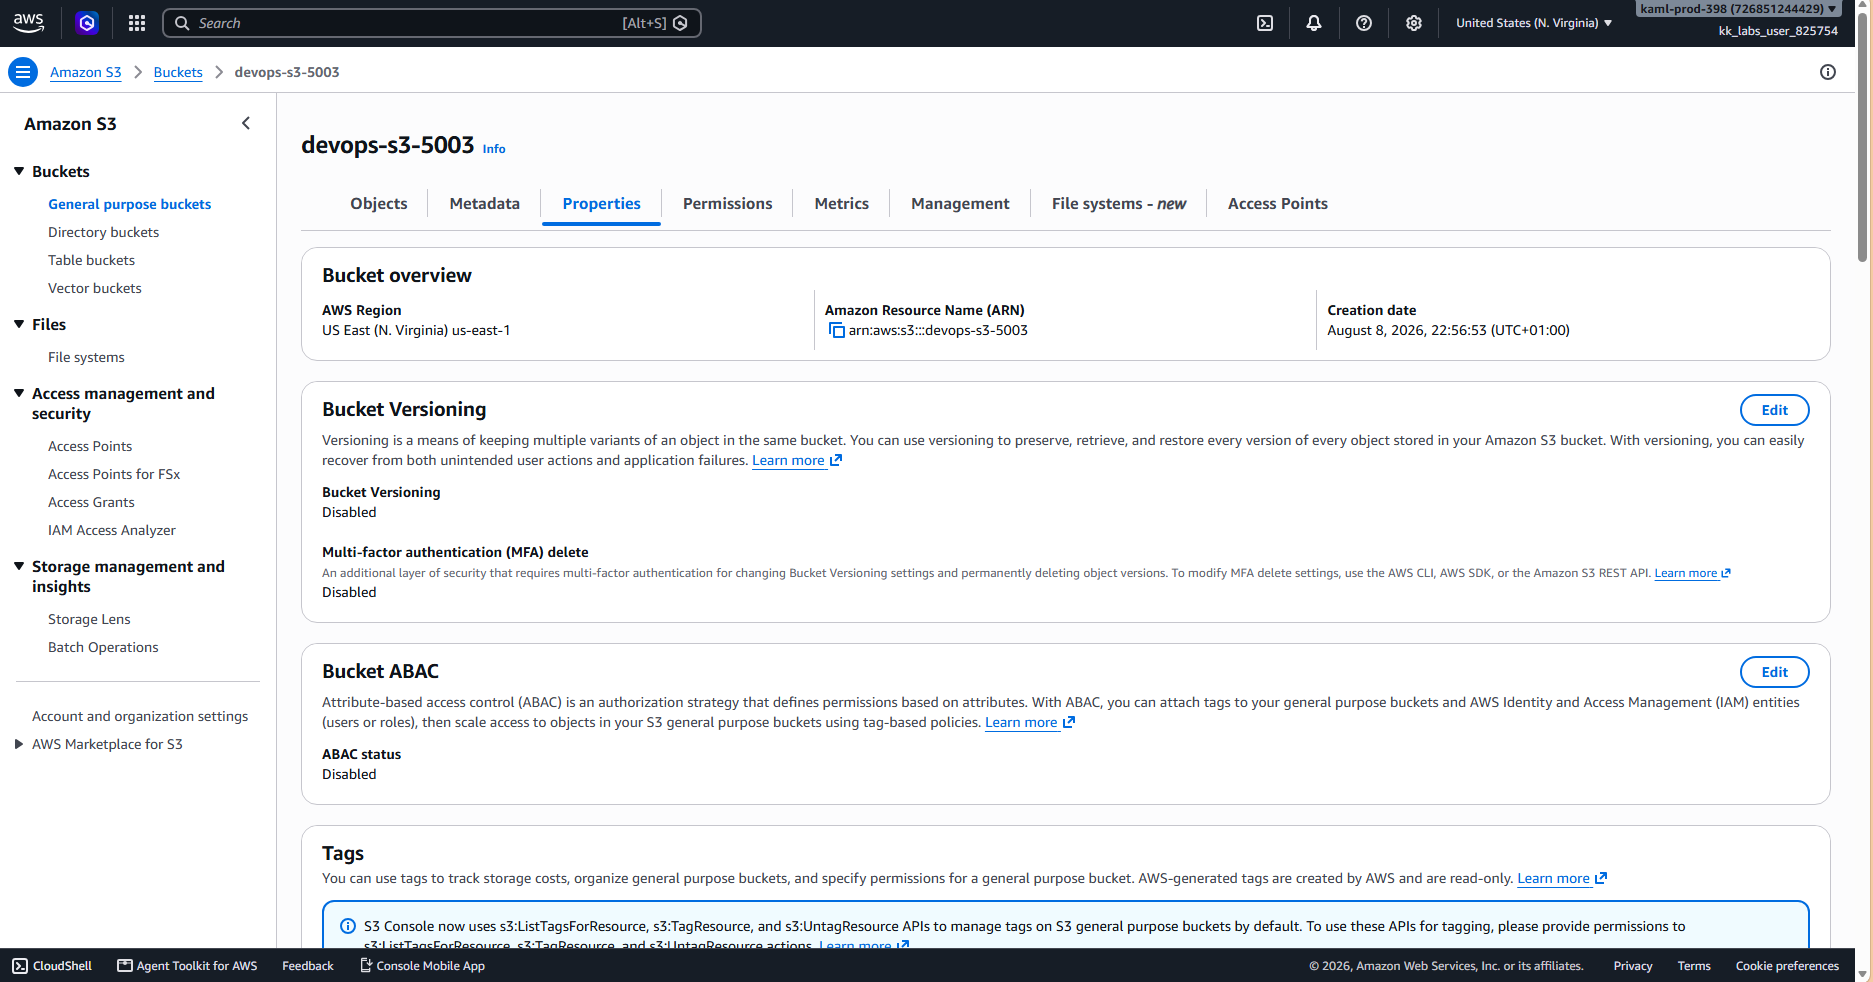 aws
Search
[Alt+S]
United States (N. Virginia)
kaml-prod-398 (726851244429)
kk_labs_user_825754
Amazon S3
Buckets
devops-s3-5003
Amazon S3
Buckets
General purpose buckets
Directory buckets
Table buckets
Vector buckets
Files
File systems
Access management and
security
Access Points
Access Points for FSx
Access Grants
IAM Access Analyzer
Storage management and
insights
Storage Lens
Batch Operations
Account and organization settings
AWS Marketplace for S3
devops-s3-5003 Info
Objects
Metadata
Properties
Permissions
Metrics
Management
File systems - new
Access Points
Bucket overview
AWS Region
US East (N. Virginia) us-east-1
Amazon Resource Name (ARN)
arn:aws:s3:::devops-s3-5003
Creation date
August 8, 2026, 22:56:53 (UTC+01:00)
Bucket Versioning
Edit
Versioning is a means of keeping multiple variants of an object in the same bucket. You can use versioning to preserve, retrieve, and restore every version of every object stored in your Amazon S3 bucket. With versioning, you can easily
recover from both unintended user actions and application failures. Learn more
Bucket Versioning
Disabled
Multi-factor authentication (MFA) delete
An additional layer of security that requires multi-factor authentication for changing Bucket Versioning settings and permanently deleting object versions. To modify MFA delete settings, use the AWS CLI, AWS SDK, or the Amazon S3 REST API. Learn more
Disabled
Bucket ABAC
Edit
Attribute-based access control (ABAC) is an authorization strategy that defines permissions based on attributes. With ABAC, you can attach tags to your general purpose buckets and AWS Identity and Access Management (IAM) entities
(users or roles), then scale access to objects in your S3 general purpose buckets using tag-based policies. Learn more
ABAC status
Disabled
Tags
You can use tags to track storage costs, organize general purpose buckets, and specify permissions for a general purpose bucket. AWS-generated tags are created by AWS and are read-only. Learn more
S3 Console now uses s3:ListTagsForResource, s3:TagResource, and s3:UntagResource APIs to manage tags on S3 general purpose buckets by default. To use these APIs for tagging, please provide permissions to
s3:ListTagsForResource, s3:TagResource, and s3:UntagResource actions. Learn more
CloudShell
Agent Toolkit for AWS
Feedback
Console Mobile App
© 2026, Amazon Web Services, Inc. or its affiliates.
Privacy
Terms
Cookie preferences